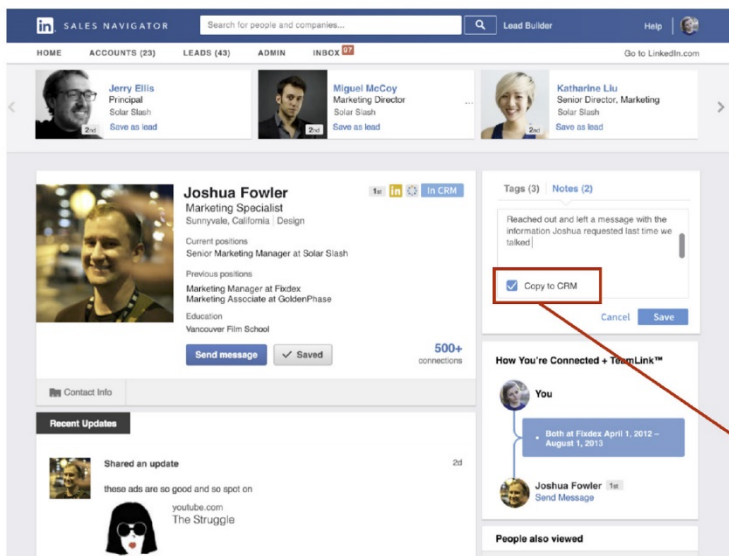 in SALES NAVIGATOR
Search for people and companies...
Lead Builder
Help
HOME ACCOUNTS (23) LEADS (43) ADMIN INBOX 97
Go to LinkedIn.com
Jerry Ellis
Principal
Solar Slash
2nd Save as lead
Miguel McCoy
Marketing Director
Solar Slash
2nd Save as lead
...
Katharine Liu
Senior Director, Marketing
Solar Slash
2nd Save as lead
Joshua Fowler
1st in In CRM
Marketing Specialist
Sunnyvale, California | Design
Current positions
Senior Marketing Manager at Solar Slash
Previous positions
Marketing Manager at Fixdex
Marketing Associate at GoldenPhase
Education
Vancouver Film School
Send message
Saved
500+
connections
Contact Info
Recent Updates
Shared an update
2d
these ads are so good and so spot on
youtube.com
The Struggle
Tags (3) | Notes (2)
Reached out and left a message with the
information Joshua requested last time we
talked
Copy to CRM
Cancel Save
How You're Connected + TeamLink™
You
• Both at Fixdex April 1, 2012 –
August 1, 2013
Joshua Fowler 1st
Send Message
People also viewed